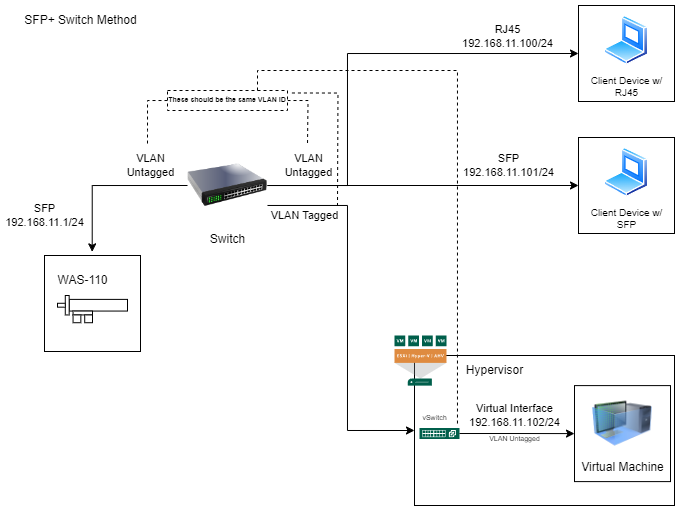 SFP+ Switch Method
RJ45
192.168.11.100/24
Client Device w/
RJ45
These should be the same VLAN ID
VLAN
Untagged
VLAN
Untagged
SFP
192.168.11.101/24
Client Device w/
SFP
SFP
192.168.11.1/24
VLAN Tagged
Switch
WAS-110
VM VM VM VM
ESXi | Hyper-V | AHV
Hypervisor
vSwitch
Virtual Interface
192.168.11.102/24
VLAN Untagged
Virtual Machine